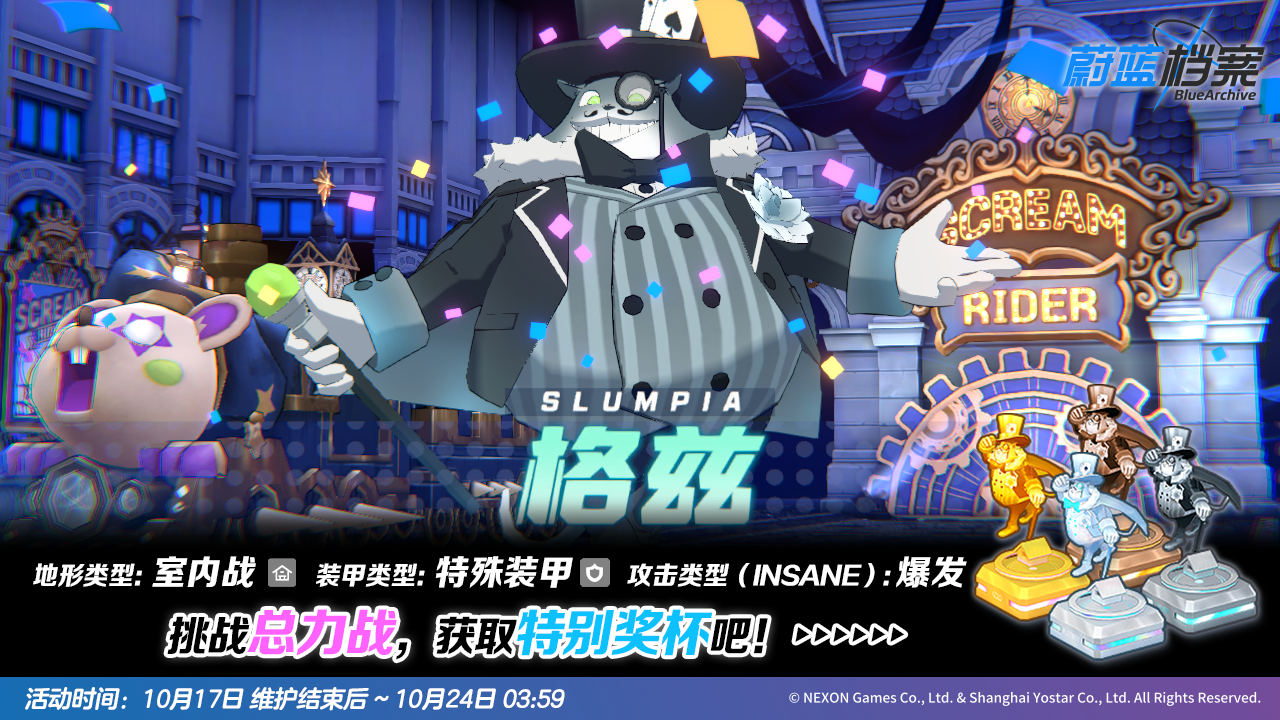 蔚蓝档案
BlueArchive
SCREAM
RIDER
SCREAM
SLUMPIA
格兹
地形类型: 室内战 装甲类型: 特殊装甲 攻击类型 (INSANE) : 爆发
挑战总力战, 获取特别奖杯吧!
活动时间: 10月17日 维护结束后 ~ 10月24日 03:59
© NEXON Games Co., Ltd. & Shanghai Yostar Co., Ltd. All Rights Reserved.